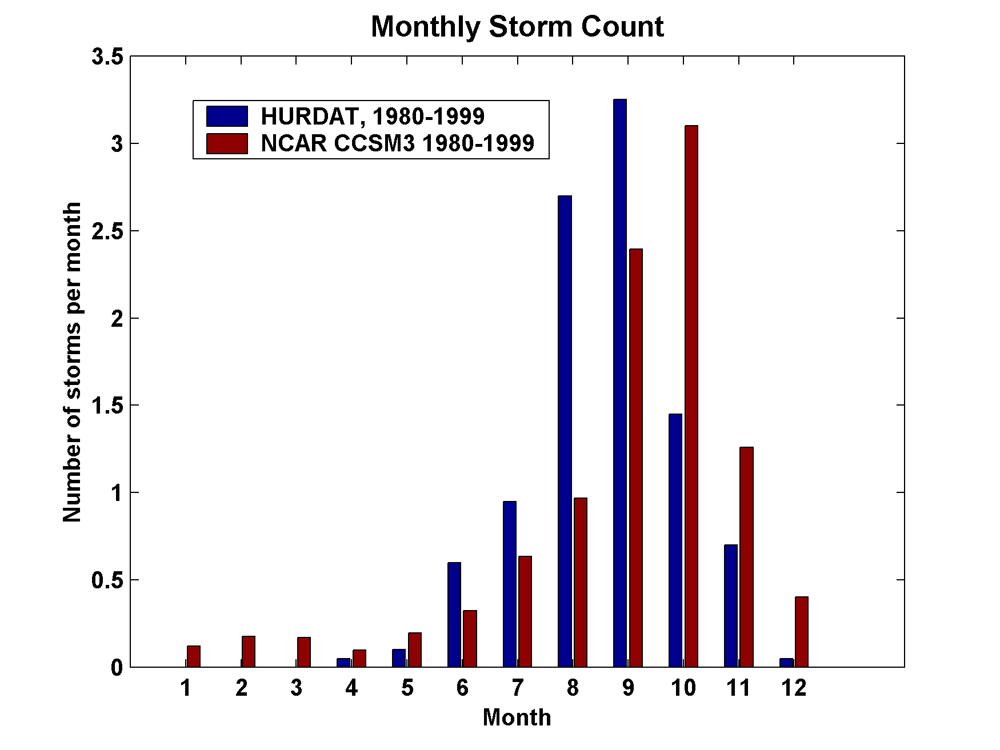 Monthly Storm Count
3.5
3
2.5
2
1.5
1
0.5
0
HURDAT, 1980-1999
NCAR CCSM3 1980-1999
Number of storms per month
1 2 3 4 5 6 7 8 9 10 11 12
Month